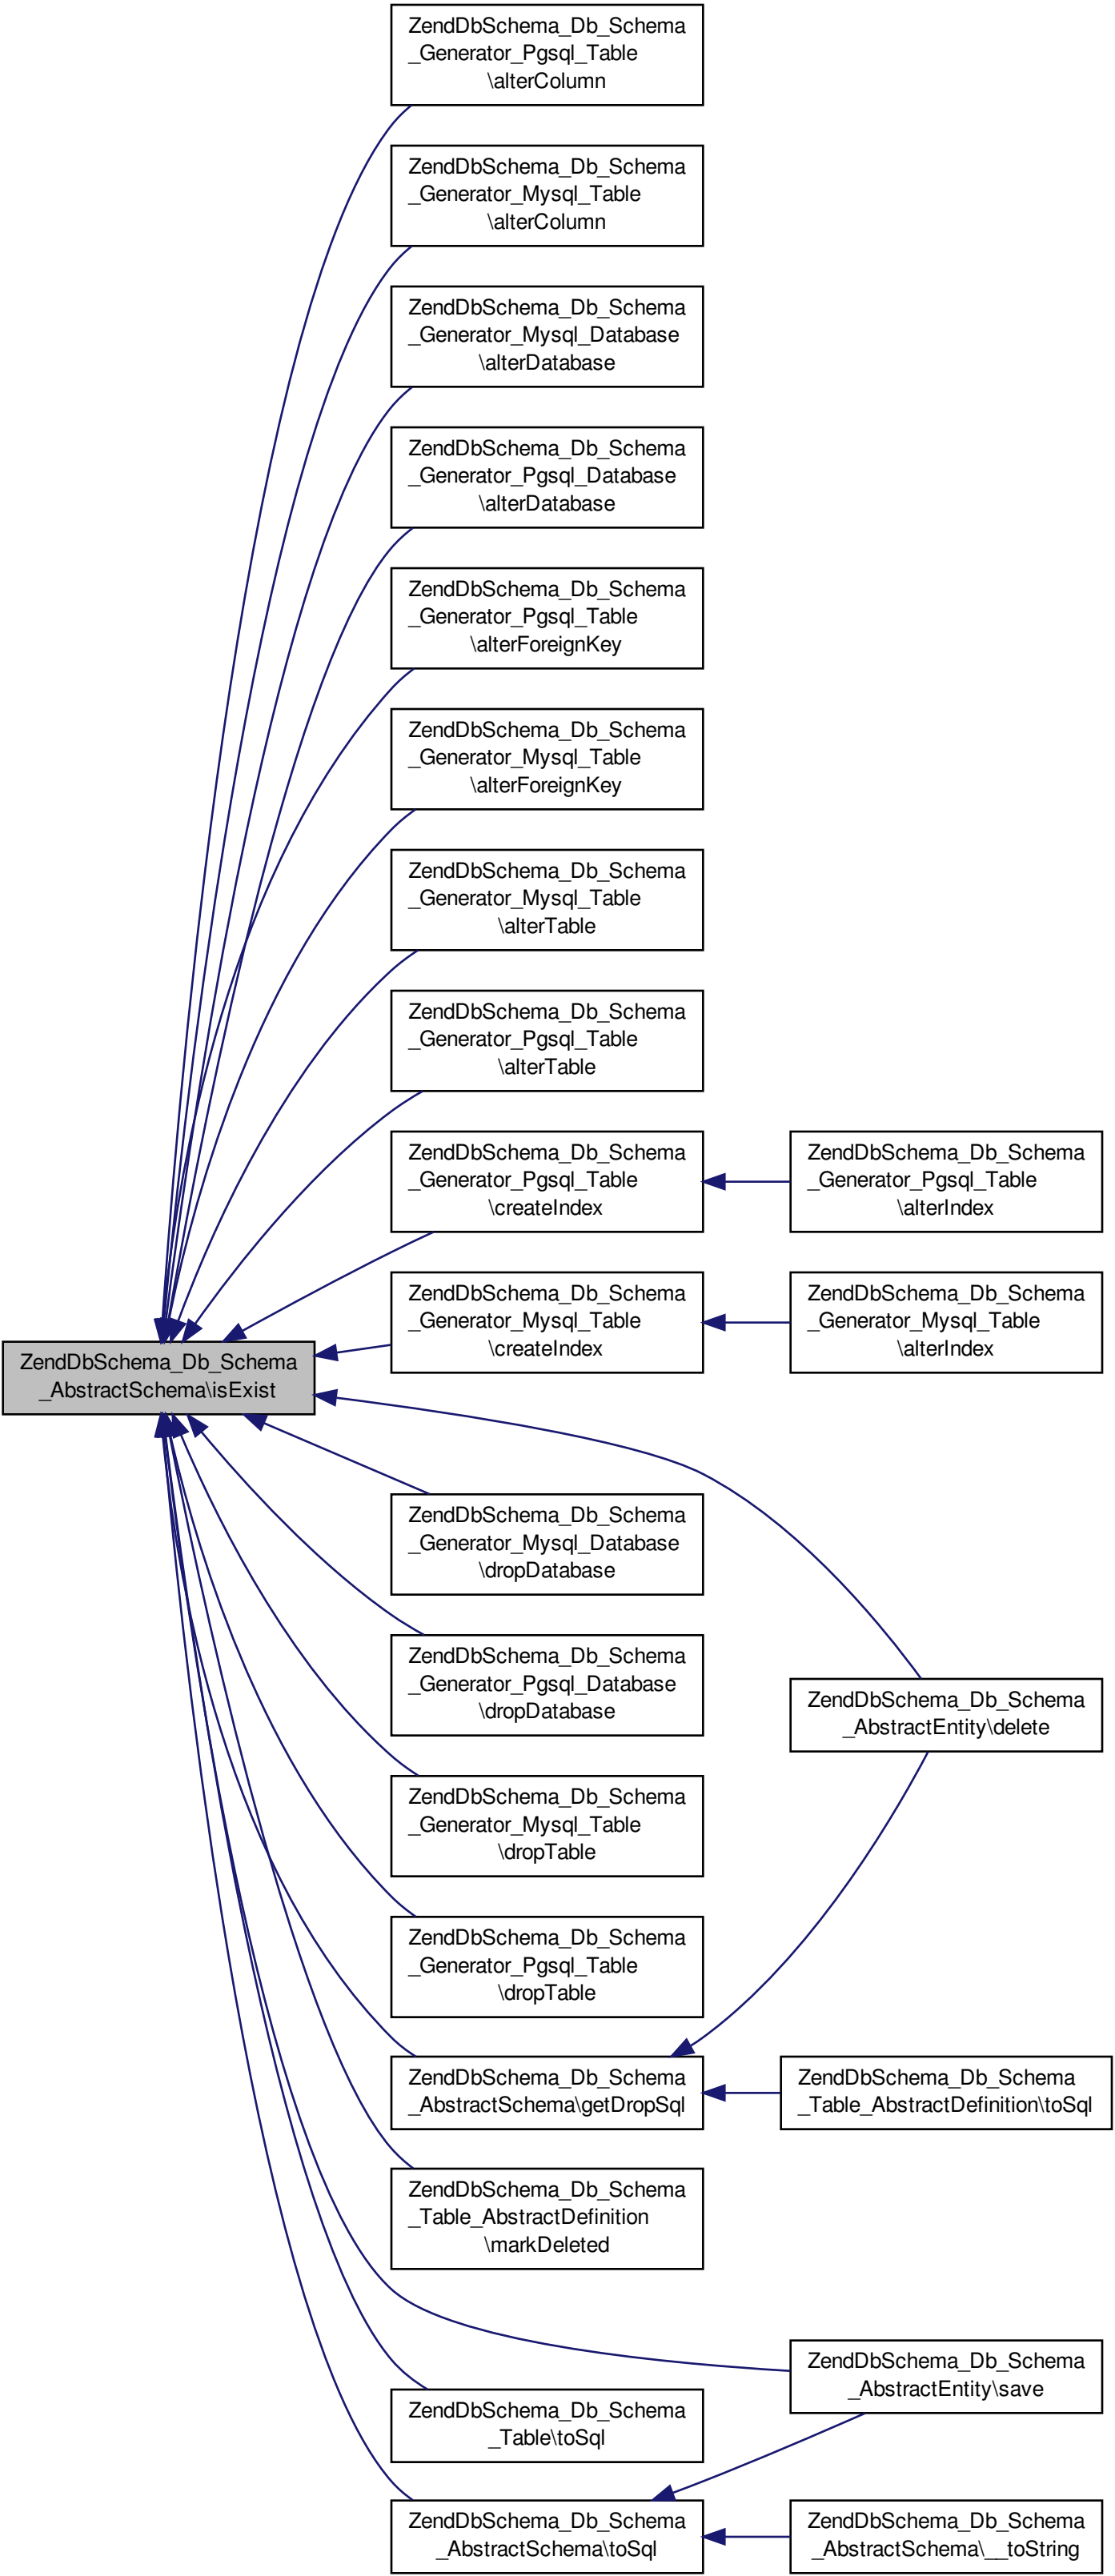 ZendDbSchema_Db_Schema
_Generator_Pgsql_Table
\alterColumn
ZendDbSchema_Db_Schema
_Generator_Mysql_Table
\alterColumn
ZendDbSchema_Db_Schema
_Generator_Mysql_Database
\alterDatabase
ZendDbSchema_Db_Schema
_Generator_Pgsql_Database
\alterDatabase
ZendDbSchema_Db_Schema
_Generator_Pgsql_Table
\alterForeignKey
ZendDbSchema_Db_Schema
_Generator_Mysql_Table
\alterForeignKey
ZendDbSchema_Db_Schema
_Generator_Mysql_Table
\alterTable
ZendDbSchema_Db_Schema
_Generator_Pgsql_Table
\alterTable
ZendDbSchema_Db_Schema
_Generator_Pgsql_Table
\createIndex
ZendDbSchema_Db_Schema
_Generator_Pgsql_Table
\alterIndex
ZendDbSchema_Db_Schema
_Generator_Mysql_Table
\createIndex
ZendDbSchema_Db_Schema
_Generator_Mysql_Table
\alterIndex
ZendDbSchema_Db_Schema
_AbstractSchema\isExist
ZendDbSchema_Db_Schema
_Generator_Mysql_Database
\dropDatabase
ZendDbSchema_Db_Schema
_Generator_Pgsql_Database
\dropDatabase
ZendDbSchema_Db_Schema
_AbstractEntity\delete
ZendDbSchema_Db_Schema
_Generator_Mysql_Table
\dropTable
ZendDbSchema_Db_Schema
_Generator_Pgsql_Table
\dropTable
ZendDbSchema_Db_Schema
_AbstractSchema\getDropSql
ZendDbSchema_Db_Schema
_Table_AbstractDefinition\toSql
ZendDbSchema_Db_Schema
_Table_AbstractDefinition
\markDeleted
ZendDbSchema_Db_Schema
_AbstractEntity\save
ZendDbSchema_Db_Schema
_Table\toSql
ZendDbSchema_Db_Schema
_AbstractSchema\toSql
ZendDbSchema_Db_Schema
_AbstractSchema\__toString